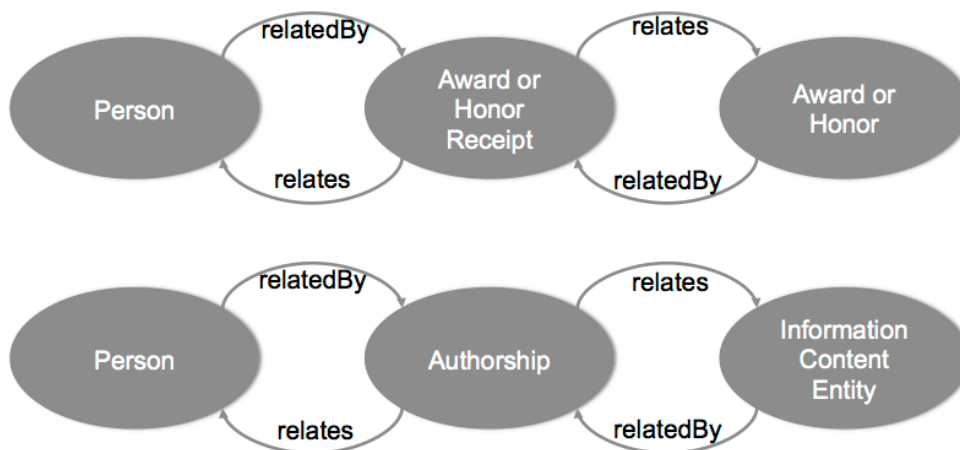 relatedBy
relates
Person
Award or
Honor
Receipt
Award or
Honor
relates
relatedBy
relatedBy
relates
Person
Authorship
Information
Content
Entity
relates
relatedBy